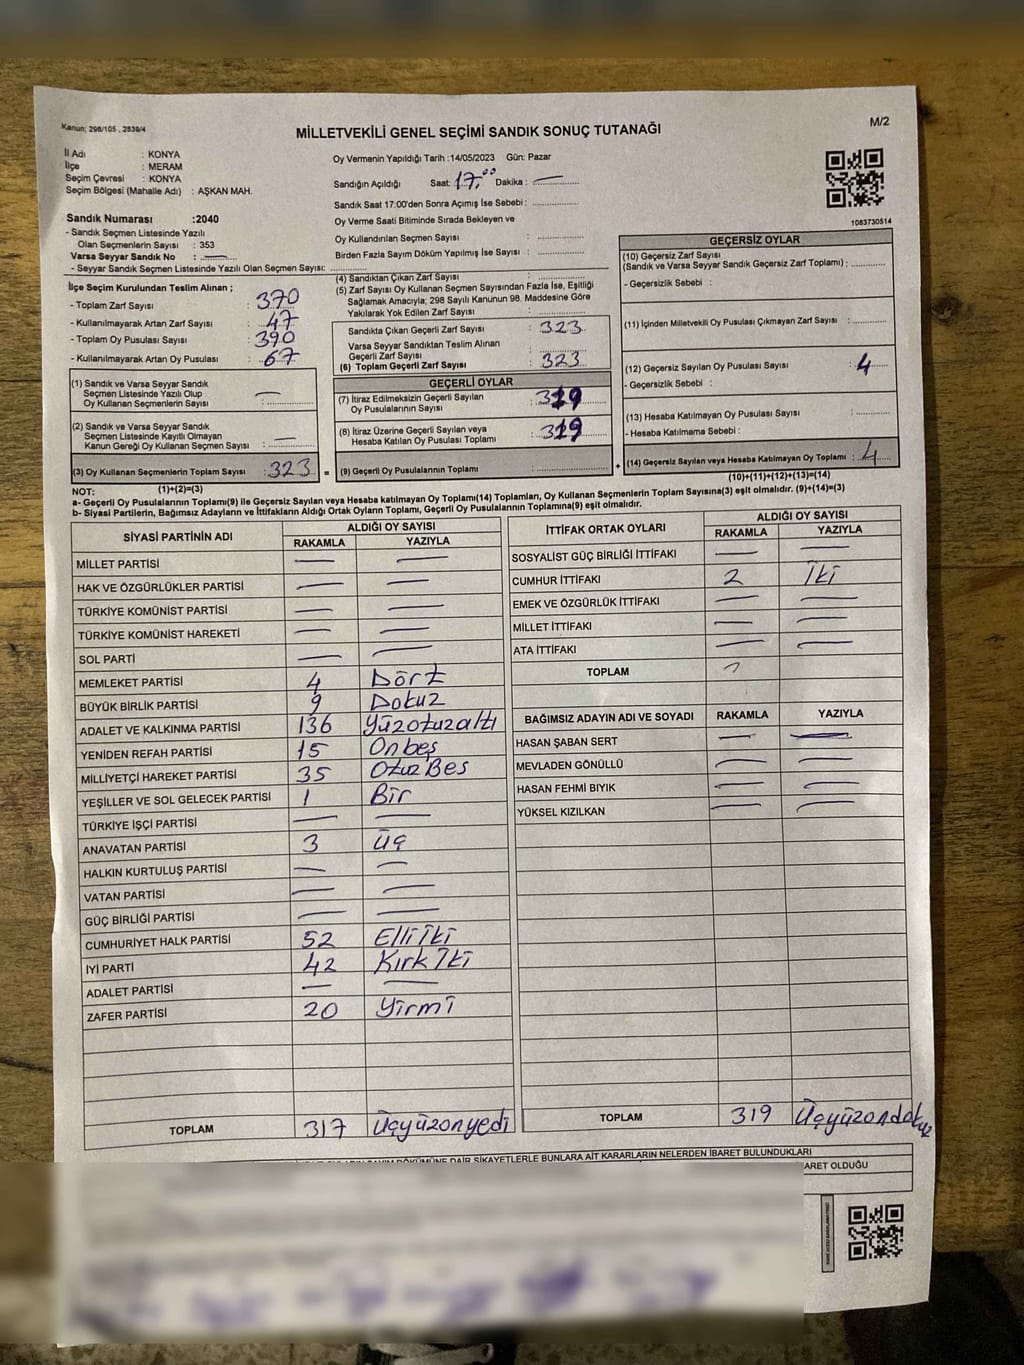 Kanun; 298/105 , 2839/4
MİLLETVEKİLİ GENEL SEÇİMİ SANDIK SONUÇ TUTANAĞI
M/2
İl Adı : KONYA
İlçe : MERAM
Seçim Çevresi : KONYA
Seçim Bölgesi (Mahalle Adı) : AŞKAN MAH.
Oy Vermenin Yapıldığı Tarih :14/05/2023 Gün: Pazar
Sandığın Açıldığı Saat: 17.00 Dakika : —
Sandık Saat 17:00'den Sonra Açımış İse Sebebi :
Oy Verme Saati Bitiminde Sırada Bekleyen ve
Oy Kullandırılan Seçmen Sayısı :
Birden Fazla Sayım Döküm Yapılmış İse Sayısı :
1083730514
Sandık Numarası :2040
- Sandık Seçmen Listesinde Yazılı
Olan Seçmenlerin Sayısı : 353
Varsa Seyyar Sandık No : —
- Seyyar Sandık Seçmen Listesinde Yazılı Olan Seçmen Sayısı:
İlçe Seçim Kurulundan Teslim Alınan ;
- Toplam Zarf Sayısı : 370
- Kullanılmayarak Artan Zarf Sayısı : 47
- Toplam Oy Pusulası : 390
- Kullanılmayarak Artan Oy Pusulası : 67
(1) Sandık ve Varsa Seyyar Sandık
Seçmen Listesinde Yazılı Olup
Oy Kullanan Seçmenlerin Sayısı : —
(2) Sandık ve Varsa Seyyar Sandık
Seçmen Listesinde Kayıtlı Olmayan
Kanun Gereği Oy Kullanan Seçmen Sayısı : —
(3) Oy Kullanan Seçmenlerin Toplam Sayısı : 323 =
(1)+(2)=(3)
(4) Sandıktan Çıkan Zarf Sayısı :
(5) Zarf Sayısı Oy Kullanan Seçmen Sayısından Fazla İse, Eşitliği
Sağlamak Amacıyla; 298 Sayılı Kanunun 98. Maddesine Göre
Yakılarak Yok Edilen Zarf Sayısı :
Sandıkta Çıkan Geçerli Zarf Sayısı : 323
Varsa Seyyar Sandıktan Teslim Alınan
Geçerli Zarf Sayısı :
(6) Toplam Geçerli Zarf Sayısı : 323
GEÇERLİ OYLAR
(7) İtiraz Edilmeksizin Geçerli Sayılan
Oy Pusulalarının Sayısı : 319
(8) İtiraz Üzerine Geçerli Sayılan veya
Hesaba Katılan Oy Pusulası Toplamı : 319
(9) Geçerli Oy Pusulalarının Toplamı : +
GEÇERSİZ OYLAR
(10) Geçersiz Zarf Sayısı
(Sandık ve Varsa Seyyar Sandık Geçersiz Zarf Toplamı) :
- Geçersizlik Sebebi :
(11) İçinden Milletvekili Oy Pusulası Çıkmayan Zarf Sayısı :
(12) Geçersiz Sayılan Oy Pusulası Sayısı : 4
- Geçersizlik Sebebi :
(13) Hesaba Katılmayan Oy Pusulası Sayısı :
- Hesaba Katılmama Sebebi :
(14) Geçersiz Sayılan veya Hesaba Katılmayan Oy Toplamı : 4
(10)+(11)+(12)+(13)=(14)
NOT:
a- Geçerli Oy Pusulalarının Toplamı(9) ile Geçersiz Sayılan veya Hesaba katılmayan Oy Toplamı(14) Toplamları, Oy Kullanan Seçmenlerin Toplam Sayısına(3) eşit olmalıdır. (9)+(14)=(3)
b- Siyasi Partilerin, Bağımsız Adayların ve İttifakların Aldığı Ortak Oyların Toplamı, Geçerli Oy Pusulalarının Toplamına(9) eşit olmalıdır.
SİYASİ PARTİNİN ADI ALDIĞI OY SAYISI
RAKAMLA YAZIYLA
MİLLET PARTİSİ — —
HAK VE ÖZGÜRLÜKLER PARTİSİ — —
TÜRKİYE KOMÜNİST PARTİSİ — —
TÜRKİYE KOMÜNİST HAREKETİ — —
SOL PARTİ — —
MEMLEKET PARTİSİ 4 Dört
BÜYÜK BİRLİK PARTİSİ 9 Dokuz
ADALET VE KALKINMA PARTİSİ 136 Yüzotuzaltı
YENİDEN REFAH PARTİSİ 15 Onbeş
MİLLİYETÇİ HAREKET PARTİSİ 35 Otuz Beş
YEŞİLLER VE SOL GELECEK PARTİSİ 1 Bir
TÜRKİYE İŞÇİ PARTİSİ — —
ANAVATAN PARTİSİ 3 Üç
HALKIN KURTULUŞ PARTİSİ — —
VATAN PARTİSİ — —
GÜÇ BİRLİĞİ PARTİSİ — —
CUMHURİYET HALK PARTİSİ 52 Elli İki
İYİ PARTİ 42 Kırk İki
ADALET PARTİSİ — —
ZAFER PARTİSİ 20 Yirmi
TOPLAM 317 Üçyüzonyedi
İTTİFAK ORTAK OYLARI ALDIĞI OY SAYISI
RAKAMLA YAZIYLA
SOSYALİST GÜÇ BİRLİĞİ İTTİFAKI — —
CUMHUR İTTİFAKI 2 İki
EMEK VE ÖZGÜRLÜK İTTİFAKI — —
MİLLET İTTİFAKI — —
ATA İTTİFAKI — —
TOPLAM
BAĞIMSIZ ADAYIN ADI VE SOYADI RAKAMLA YAZIYLA
HASAN ŞABAN SERT — —
MEVLADEN GÖNÜLLÜ — —
HASAN FEHMI BIYIK — —
YÜKSEL KIZILKAN — —
TOPLAM 319 Üçyüzondokuz
DÖKÜMÜNE DAİR ŞİKAYETLERLE BUNLARA AİT KARARLARIN NELERDEN İBARET BULUNDUKLARI
BARET OLDUĞU